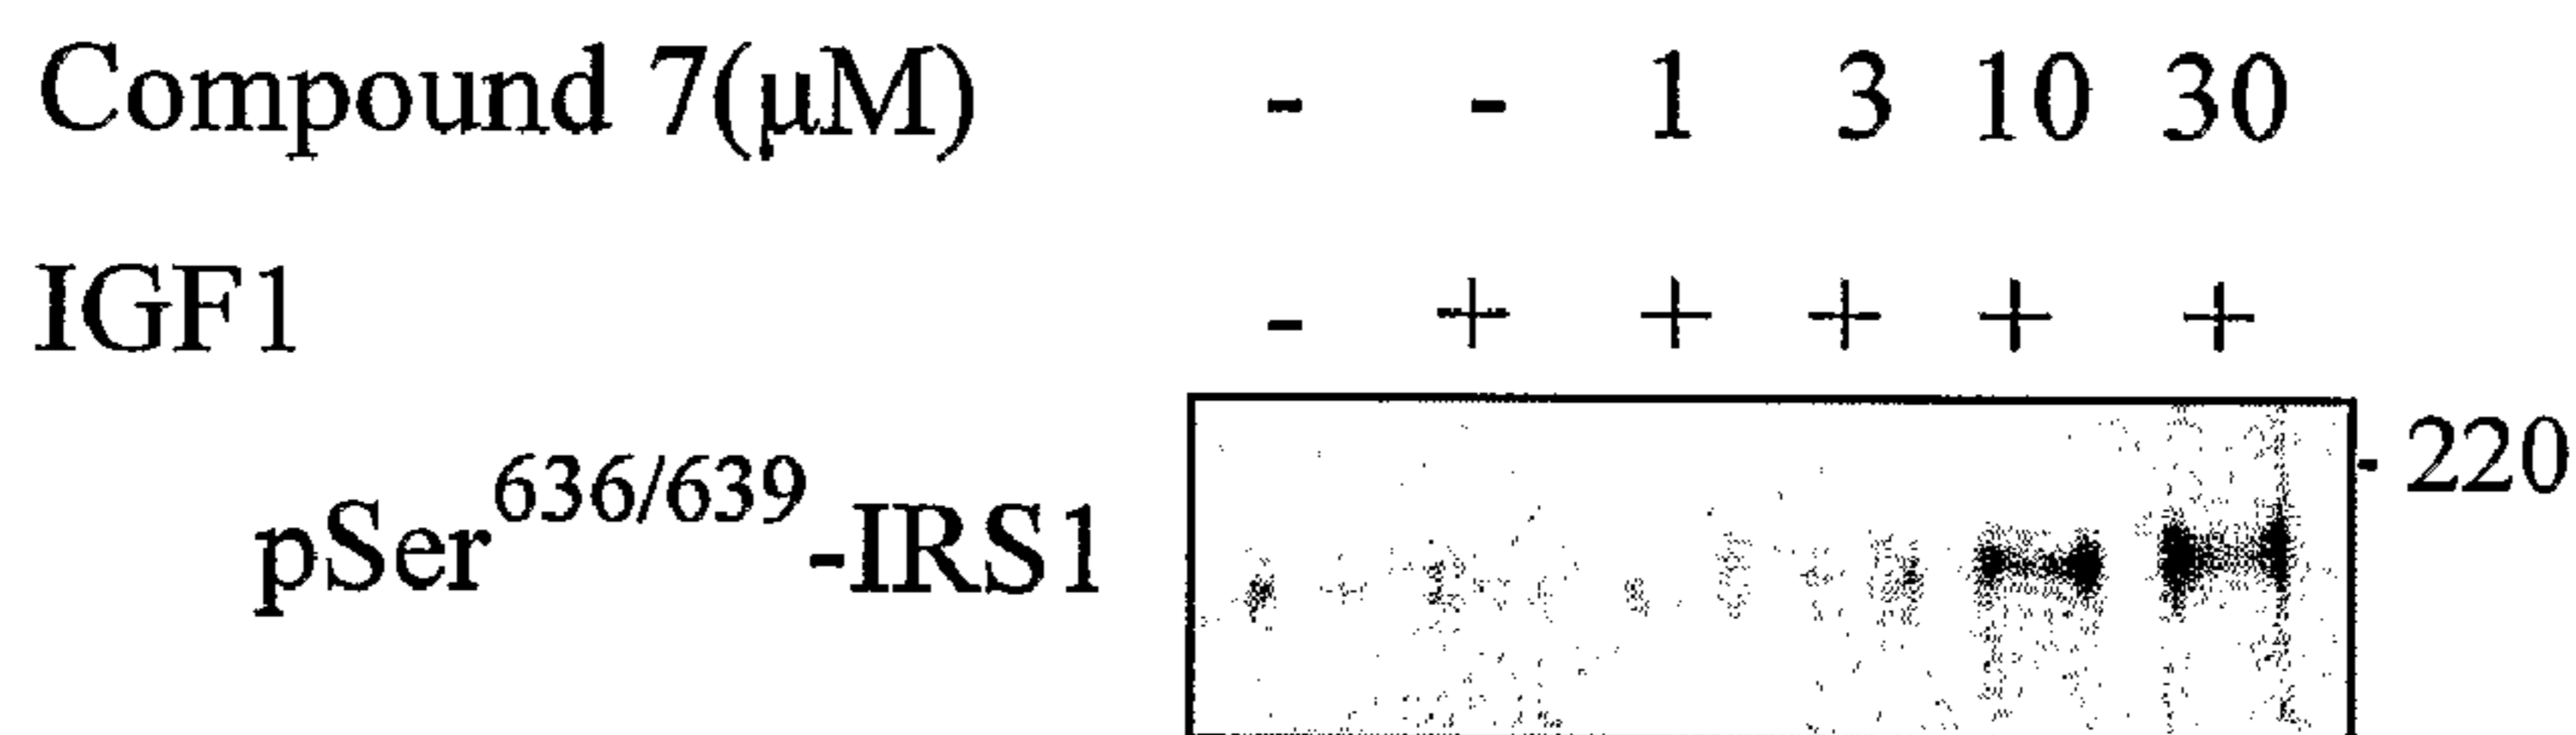 Compound 7(μM) - - 1 3 10 30
IGF1 - + + + + +
- 220
pSer636/639-IRS1